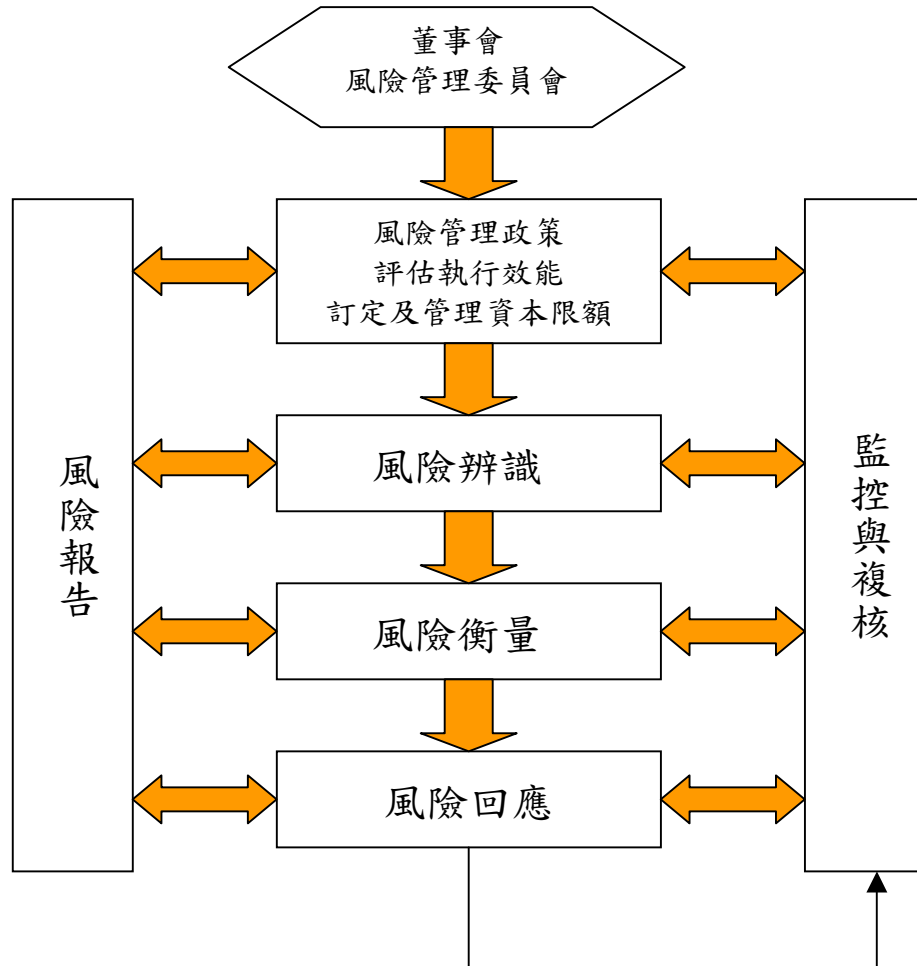 董事會
風險管理委員會
風險管理政策
評估執行效能
訂定及管理資本限額
風險報告
風險辨識
監控與複核
風險衡量
風險回應